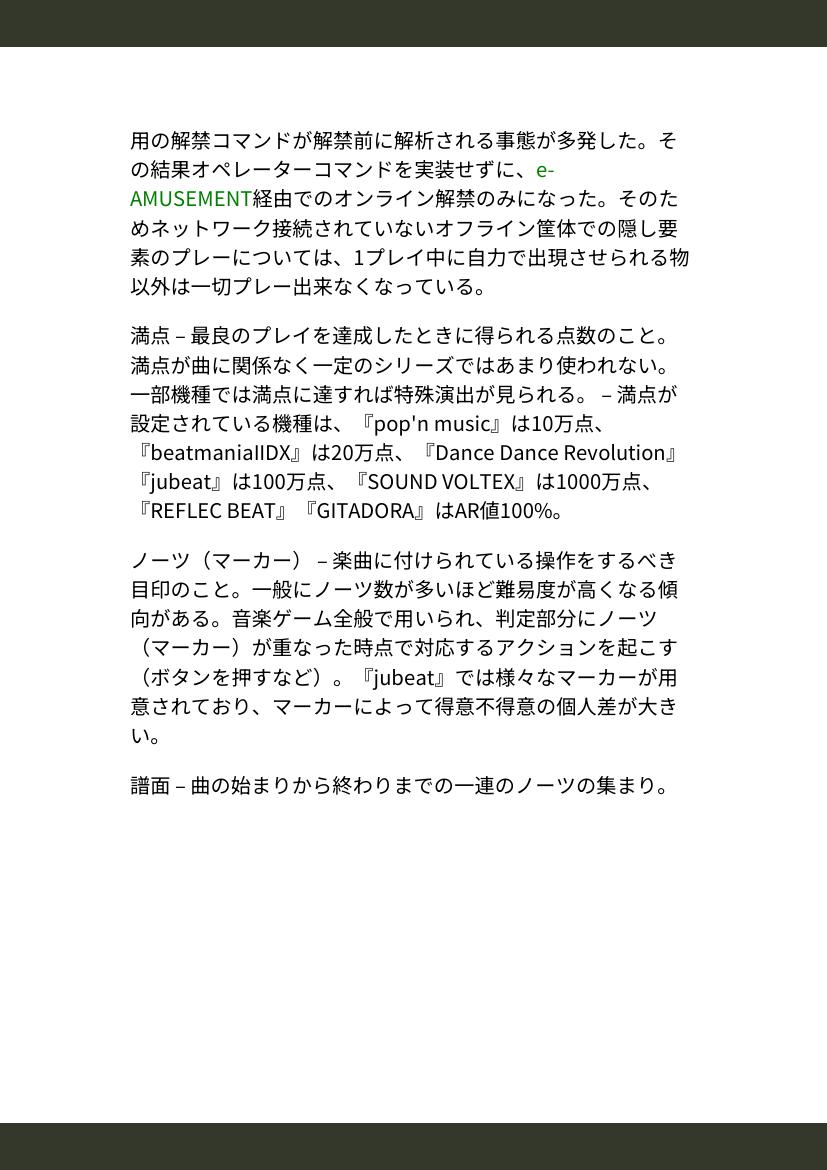 用の解禁コマンドが解禁前に解析される事態が多発した。そ
の結果オペレーターコマンドを実装せずに、e-
AMUSEMENT経由でのオンライン解禁のみになった。そのた
めネットワーク接続されていないオフライン筐体での隠し要
素のプレーについては、1プレイ中に自力で出現させられる物
以外は一切プレー出来なくなっている。
満点 – 最良のプレイを達成したときに得られる点数のこと。
満点が曲に関係なく一定のシリーズではあまり使われない。
一部機種では満点に達すれば特殊演出が見られる。 – 満点が
設定されている機種は、『pop'n music』は10万点、
『beatmaniaIIDX』は20万点、『Dance Dance Revolution』
『jubeat』は100万点、『SOUND VOLTEX』は1000万点、
『REFLEC BEAT』『GITADORA』はAR値100%。
ノーツ（マーカー） – 楽曲に付けられている操作をするべき
目印のこと。一般にノーツ数が多いほど難易度が高くなる傾
向がある。音楽ゲーム全般で用いられ、判定部分にノーツ
（マーカー）が重なった時点で対応するアクションを起こす
（ボタンを押すなど）。『jubeat』では様々なマーカーが用
意されており、マーカーによって得意不得意の個人差が大き
い。
譜面 – 曲の始まりから終わりまでの一連のノーツの集まり。